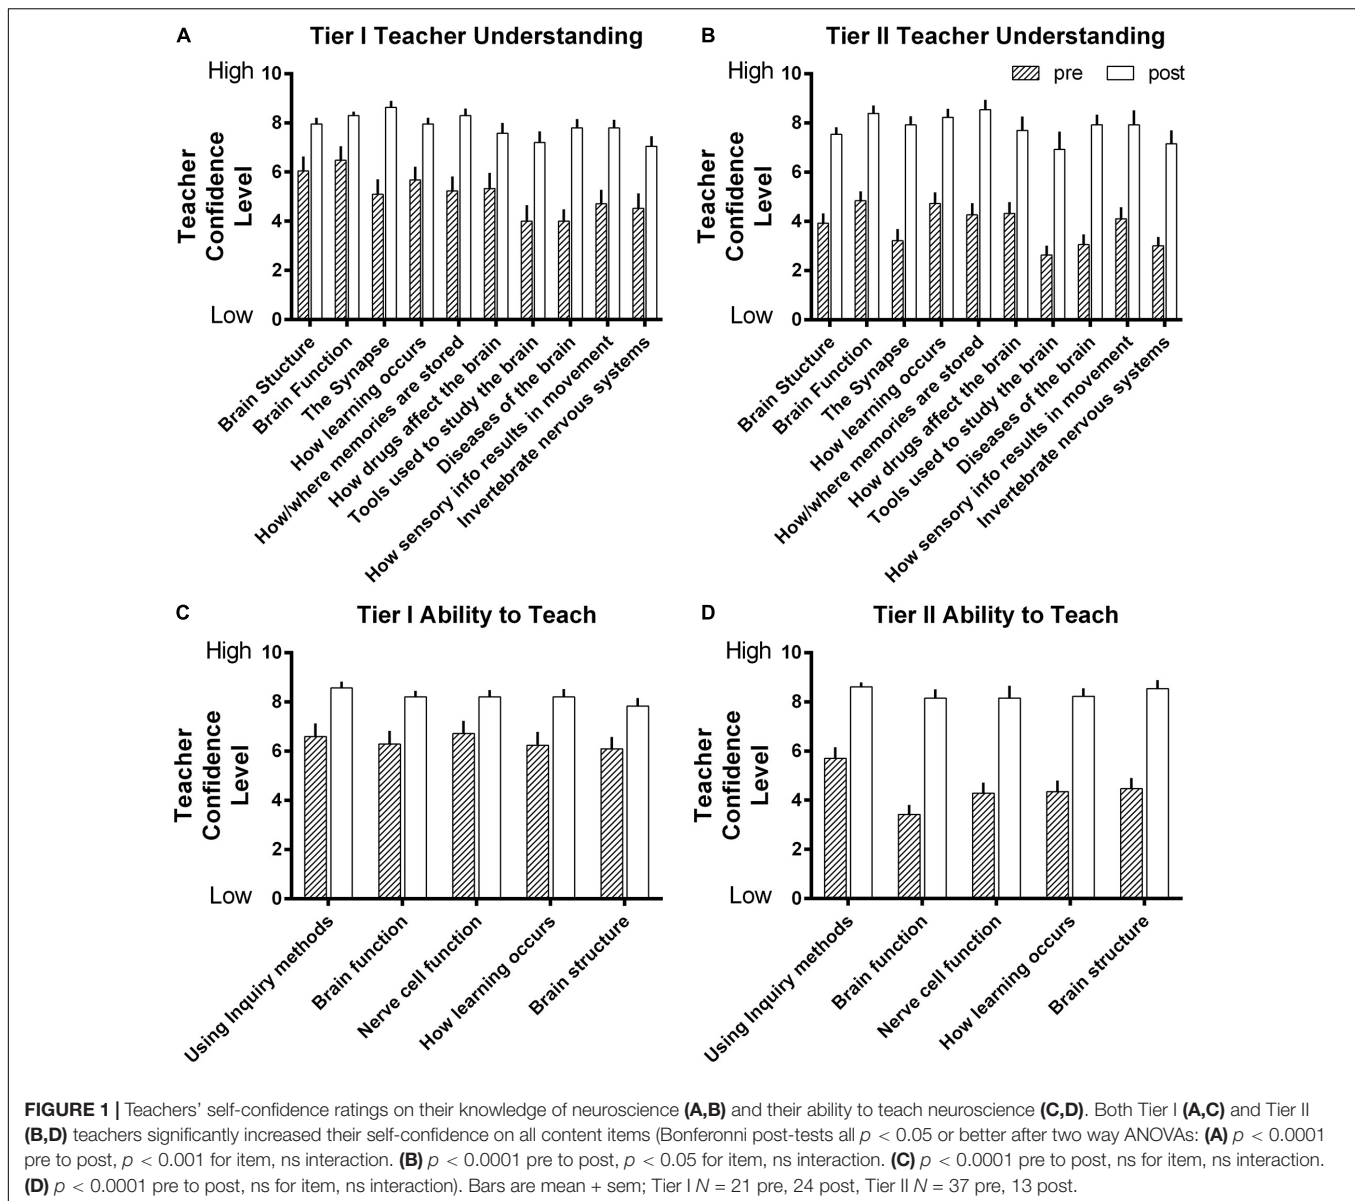 A
Tier I Teacher Understanding
High
10
8
6
4
2
0
Low
Teacher
Confidence
Level
Brain Stucture
Brain Function
The Synapse
How learning occurs
How/where memories are stored
How drugs affect the brain
Tools used to study the brain
Diseases of the brain
How sensory info results in movement
Invertebrate nervous systems
B
Tier II Teacher Understanding
pre
post
High
10
8
6
4
2
0
Low
Teacher
Confidence
Level
Brain Stucture
Brain Function
The Synapse
How learning occurs
How/where memories are stored
How drugs affect the brain
Tools used to study the brain
Diseases of the brain
How sensory info results in movement
Invertebrate nervous systems
C
Tier I Ability to Teach
High
10
8
6
4
2
0
Low
Teacher
Confidence
Level
Using Inquiry methods
Brain function
Nerve cell function
How learning occurs
Brain structure
D
Tier II Ability to Teach
High
10
8
6
4
2
0
Low
Teacher
Confidence
Level
Using Inquiry methods
Brain function
Nerve cell function
How learning occurs
Brain structure
FIGURE 1 | Teachers' self-confidence ratings on their knowledge of neuroscience (A,B) and their ability to teach neuroscience (C,D). Both Tier I (A,C) and Tier II
(B,D) teachers significantly increased their self-confidence on all content items (Bonferonni post-tests all p < 0.05 or better after two way ANOVAs: (A) p < 0.0001
pre to post, p < 0.001 for item, ns interaction. (B) p < 0.0001 pre to post, p < 0.05 for item, ns interaction. (C) p < 0.0001 pre to post, ns for item, ns interaction.
(D) p < 0.0001 pre to post, ns for item, ns interaction). Bars are mean + sem; Tier I N = 21 pre, 24 post, Tier II N = 37 pre, 13 post.